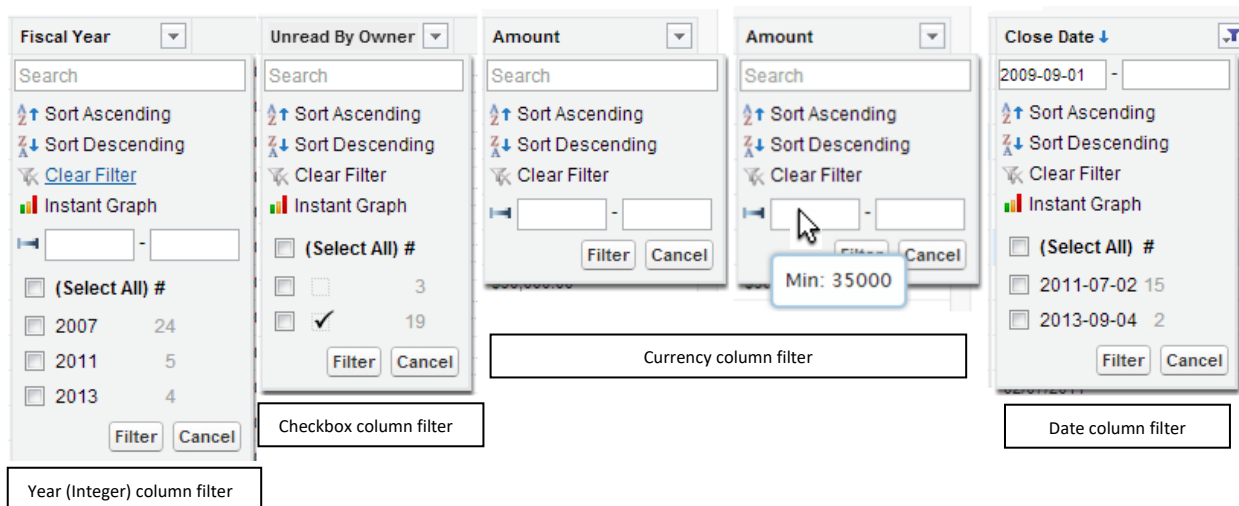 Fiscal Year
Search
Sort Ascending
Sort Descending
Clear Filter
Instant Graph
-
(Select All) #
2007 24
2011 5
2013 4
Filter Cancel
Year (Integer) column filter
Unread By Owner
Search
Sort Ascending
Sort Descending
Clear Filter
Instant Graph
(Select All) #
3
19
Filter Cancel
Checkbox column filter
Amount
Search
Sort Ascending
Sort Descending
Clear Filter
-
Filter Cancel
Amount
Search
Sort Ascending
Sort Descending
Clear Filter
-
Filter Cancel
Min: 35000
Currency column filter
Close Date
2009-09-01 -
Sort Ascending
Sort Descending
Clear Filter
Instant Graph
(Select All) #
2011-07-02 15
2013-09-04 2
Filter Cancel
Date column filter